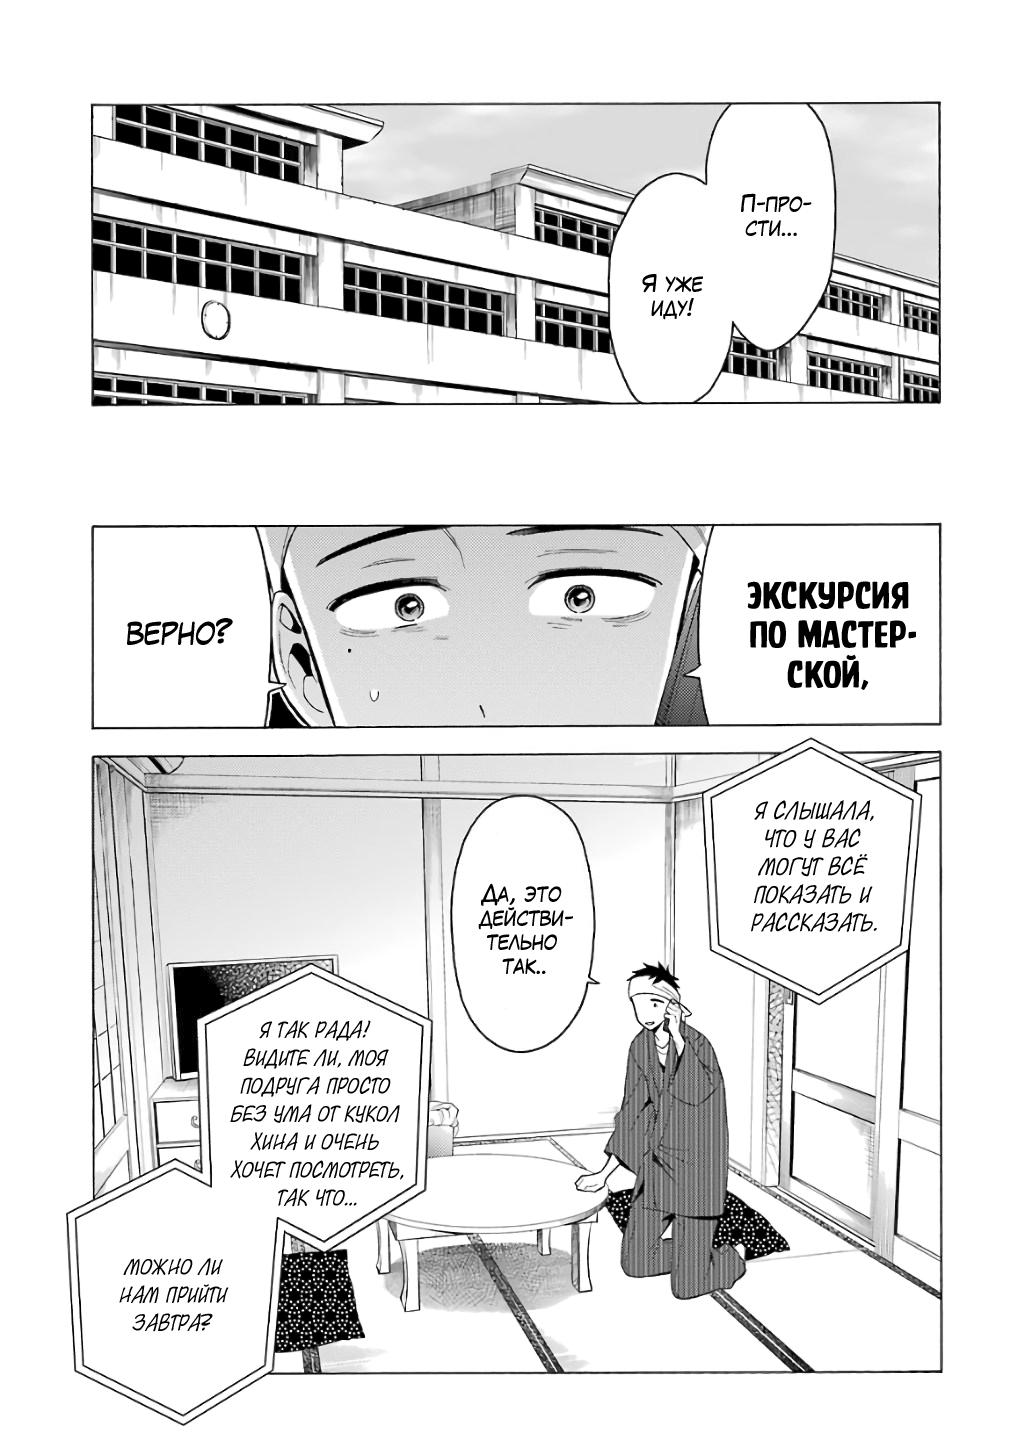 П-ПРО-
СТИ...
Я УЖЕ
ИДУ!
ЭКСКУРСИЯ
ПО МАСТЕР-
СКОЙ,
ВЕРНО?
Я СЛЫШАЛА,
ЧТО У ВАС
МОГУТ ВСЁ
ПОКАЗАТЬ И
РАССКАЗАТЬ.
ДА, ЭТО
ДЕЙСТВИ-
ТЕЛЬНО
ТАК..
Я ТАК РАДА!
ВИДИТЕ ЛИ, МОЯ
ПОДРУГА ПРОСТО
БЕЗ УМА ОТ КУКОЛ
ХИНА И ОЧЕНЬ
ХОЧЕТ ПОСМОТРЕТЬ,
ТАК ЧТО...
МОЖНО ЛИ
НАМ ПРИЙТИ
ЗАВТРА?